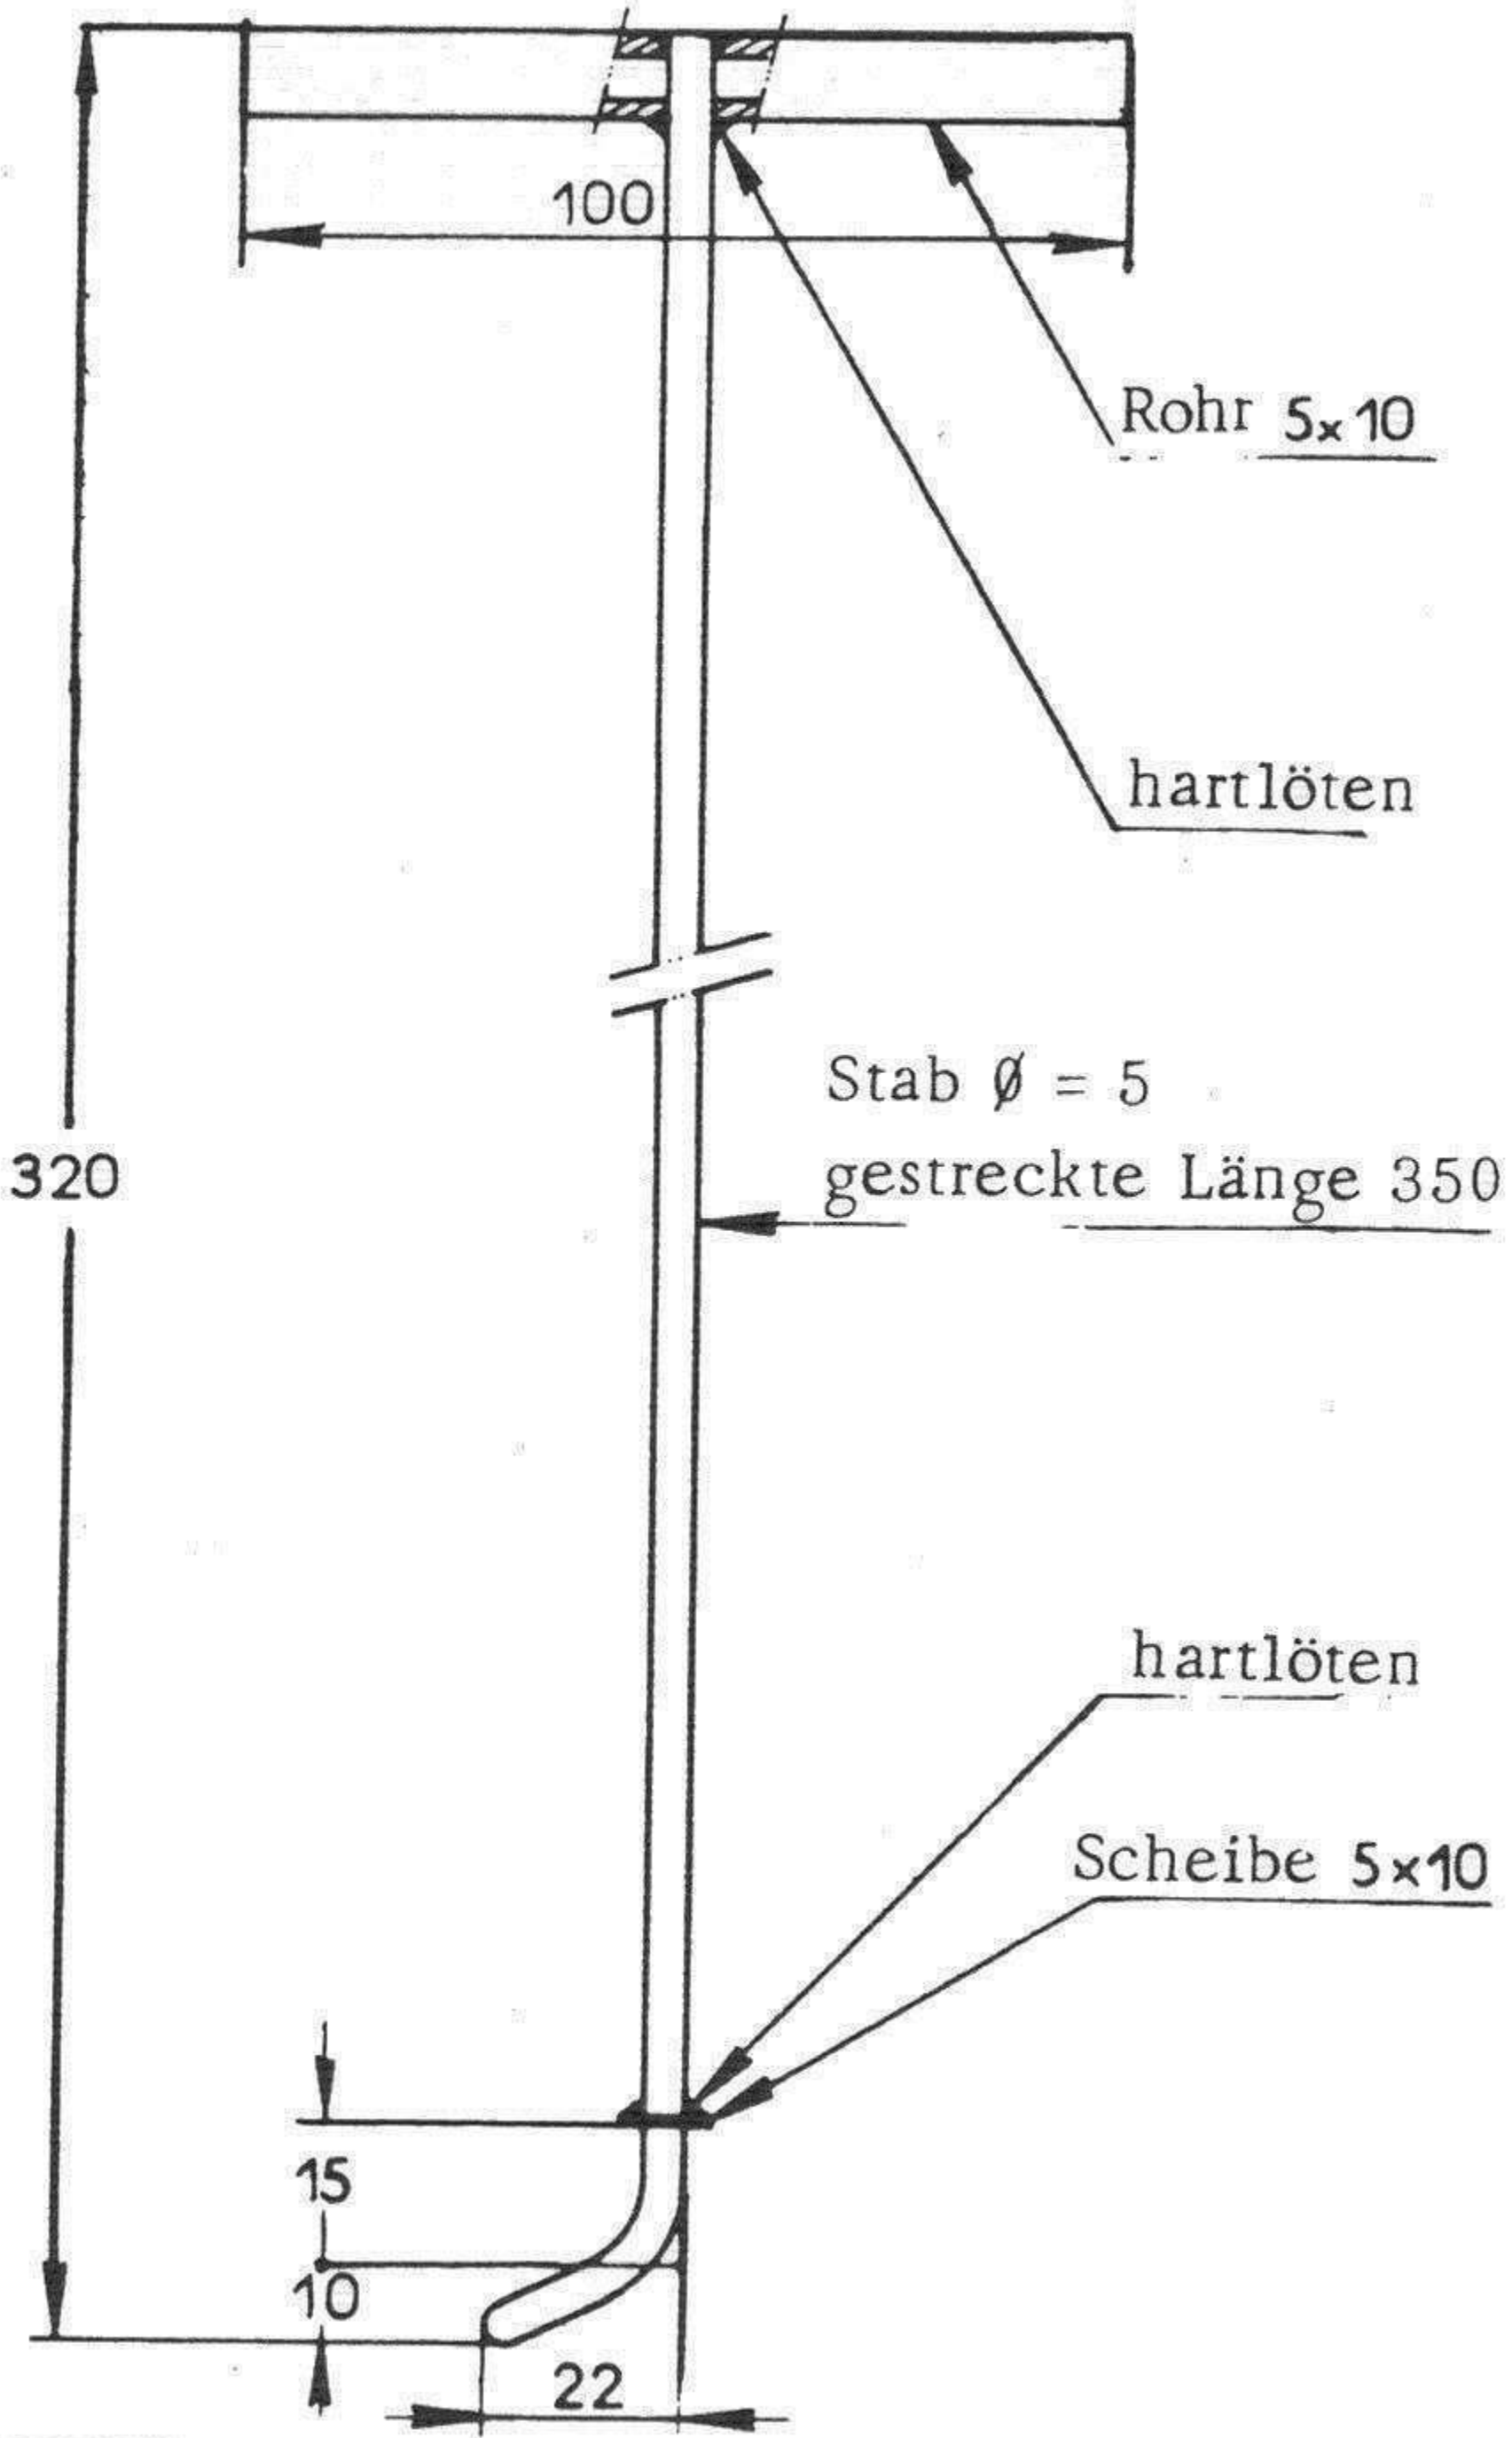 100
Rohr 5x10
hartlöten
Stab Ø = 5
320
gestreckte Länge 350
hartlöten
Scheibe 5x10
15
10
22